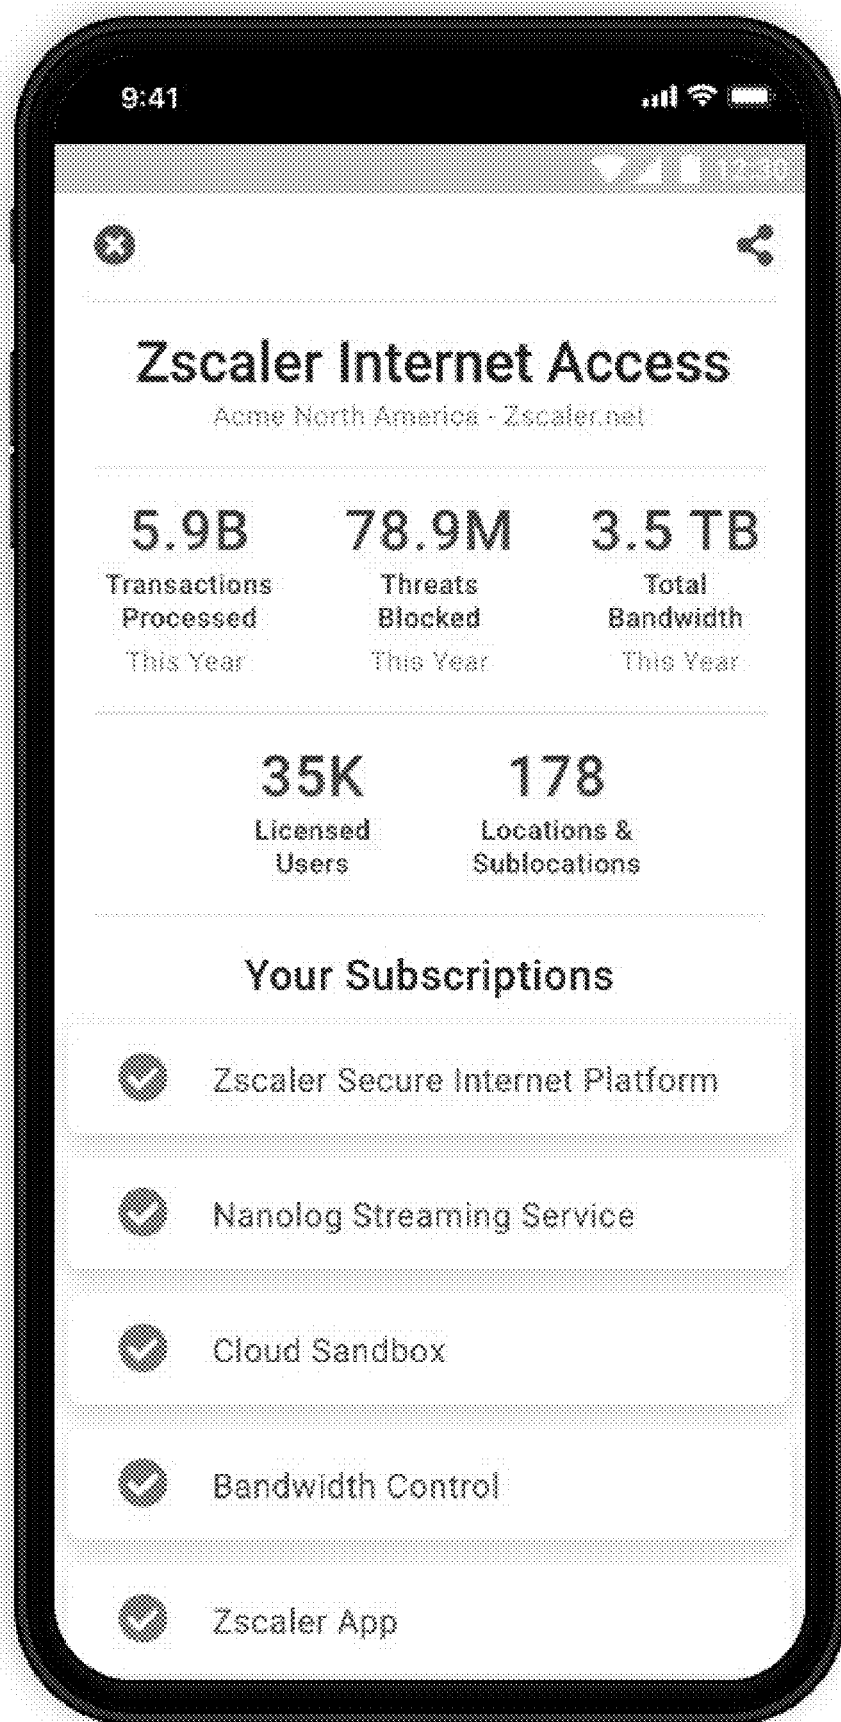 9:41
12:30
Zscaler Internet Access
Acme North America - Zscaler.net
5.9B 78.9M 3.5 TB
Transactions Threats Total
Processed Blocked Bandwidth
This Year This Year This Year
35K 178
Licensed Locations &
Users Sublocations
Your Subscriptions
Zscaler Secure Internet Platform
Nanolog Streaming Service
Cloud Sandbox
Bandwidth Control
Zscaler App